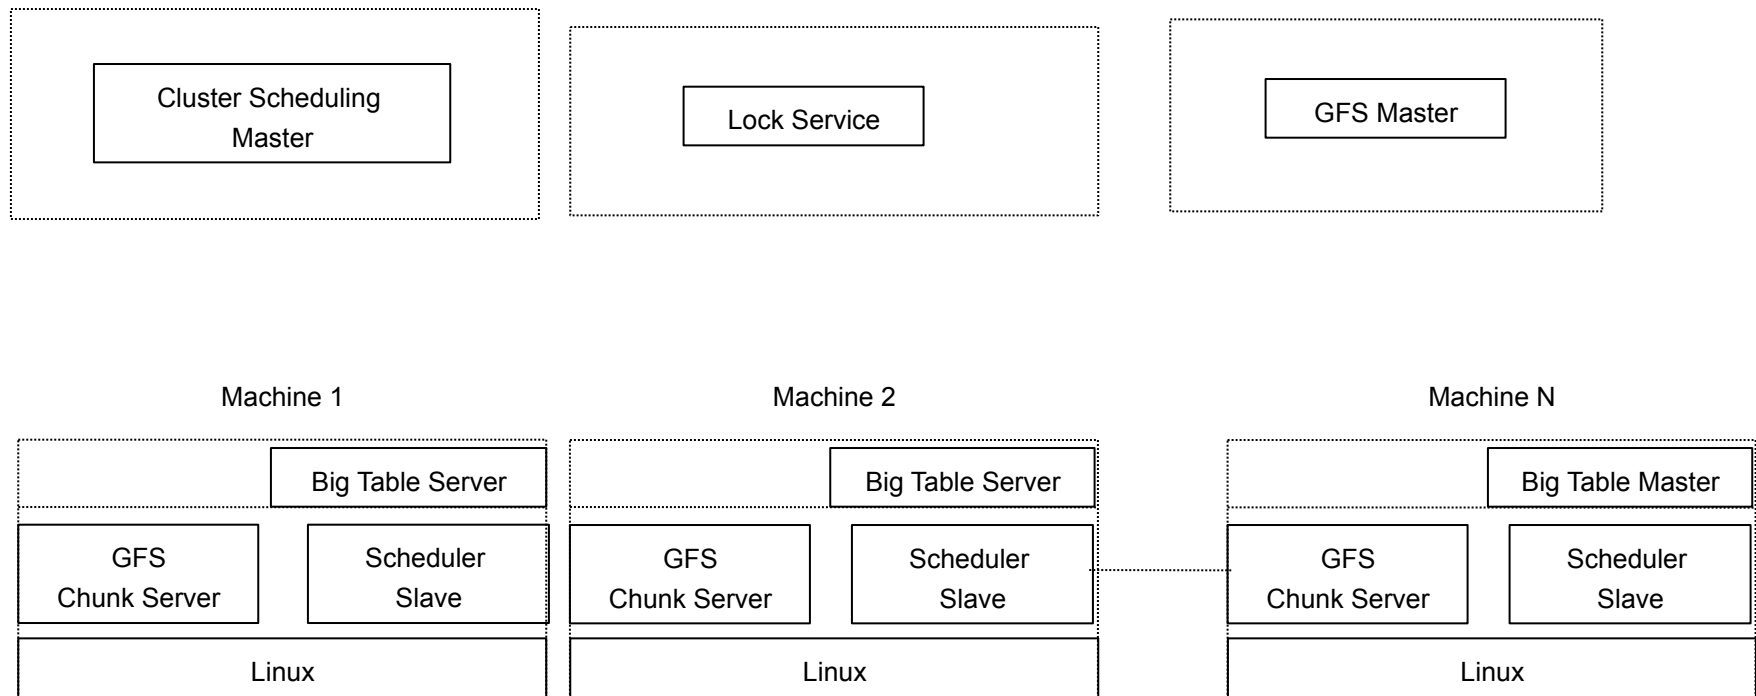 Cluster Scheduling
Master
Lock Service
GFS Master
Machine 1
Machine 2
Machine N
Big Table Server
Big Table Server
Big Table Master
GFS
Chunk Server
Scheduler
Slave
GFS
Chunk Server
Scheduler
Slave
GFS
Chunk Server
Scheduler
Slave
Linux
Linux
Linux